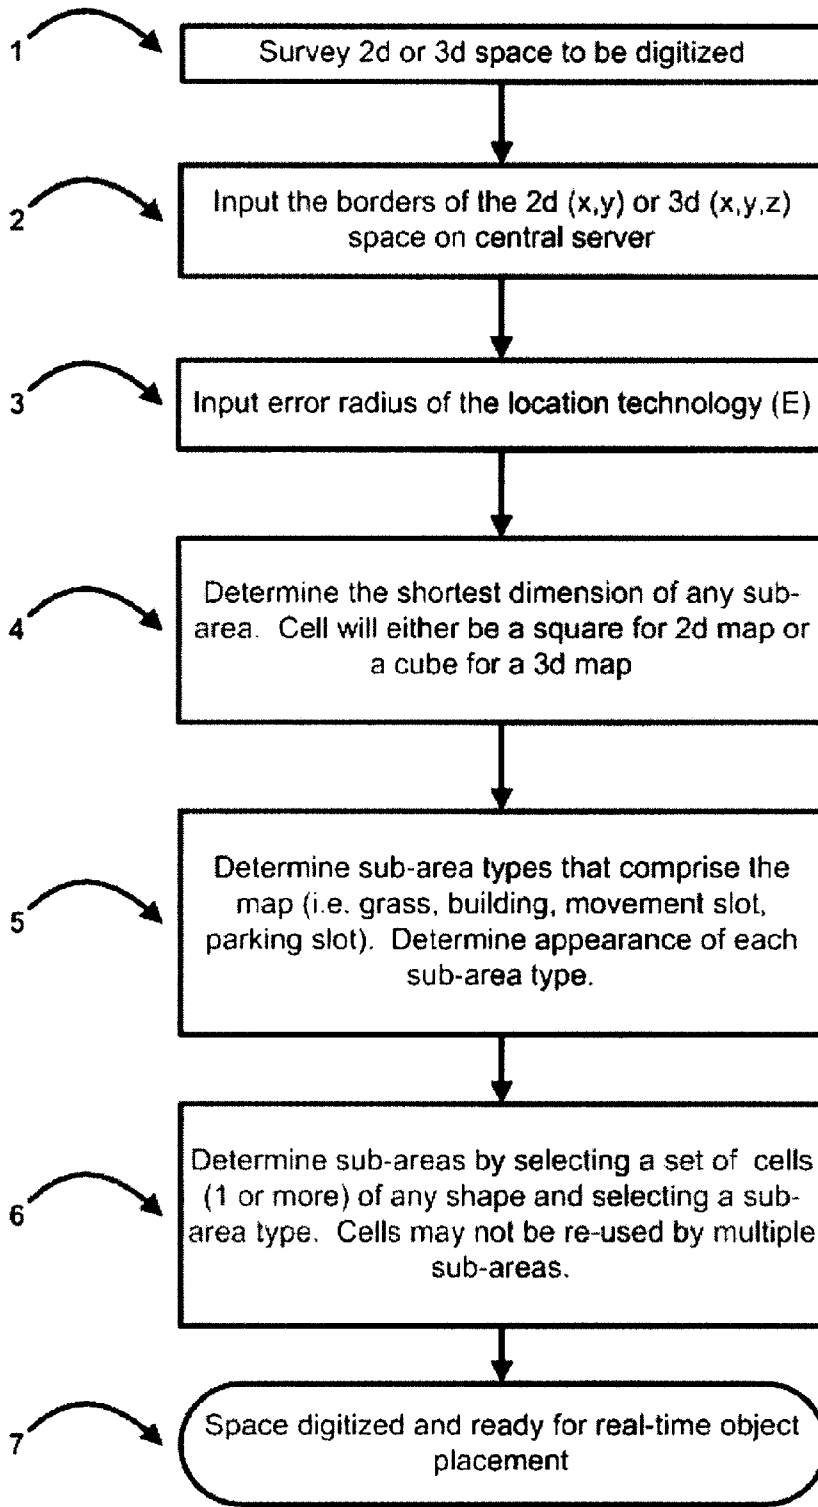 1
Survey 2d or 3d space to be digitized
2
Input the borders of the 2d (x,y) or 3d (x,y,z)
space on central server
3
Input error radius of the location technology (E)
4
Determine the shortest dimension of any sub-
area. Cell will either be a square for 2d map or
a cube for a 3d map
5
Determine sub-area types that comprise the
map (i.e. grass, building, movement slot,
parking slot). Determine appearance of each
sub-area type.
6
Determine sub-areas by selecting a set of cells
(1 or more) of any shape and selecting a sub-
area type. Cells may not be re-used by multiple
sub-areas.
7
Space digitized and ready for real-time object
placement